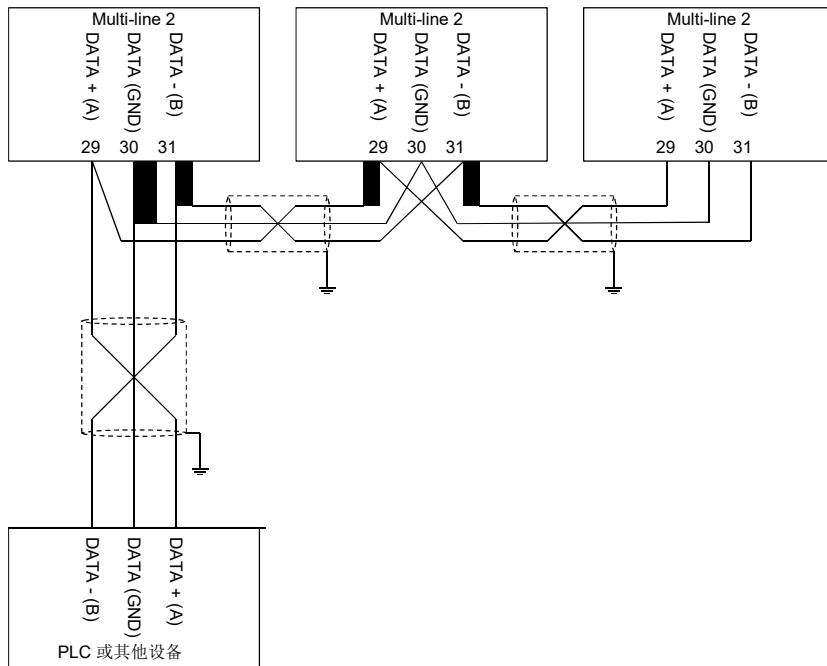 Multi-line 2
DATA + (A)
DATA (GND)
DATA - (B)
29 30 31
Multi-line 2
DATA + (A)
DATA (GND)
DATA - (B)
29 30 31
Multi-line 2
DATA + (A)
DATA (GND)
DATA - (B)
29 30 31
DATA - (B)
DATA (GND)
DATA + (A)
PLC 或其他设备